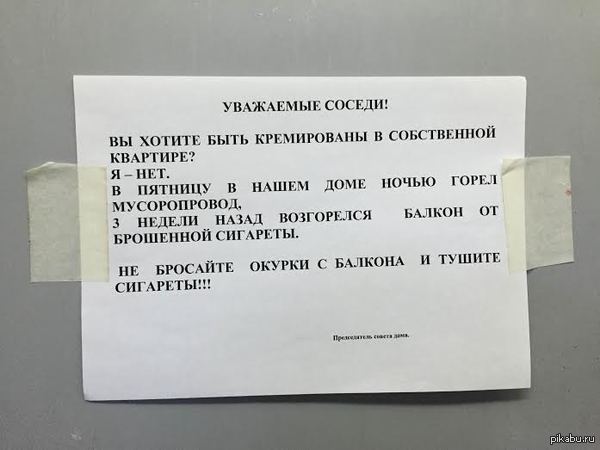 УВАЖАЕМЫЕ СОСЕДИ!
ВЫ ХОТИТЕ БЫТЬ КРЕМИРОВАНЫ В СОБСТВЕННОЙ
КВАРТИРЕ?
Я – НЕТ.
В ПЯТНИЦУ В НАШЕМ ДОМЕ НОЧЬЮ ГОРЕЛ
МУСОРОПРОВОД,
3 НЕДЕЛИ НАЗАД ВОЗГОРЕЛСЯ БАЛКОН ОТ
БРОШЕННОЙ СИГАРЕТЫ.
НЕ БРОСАЙТЕ ОКУРКИ С БАЛКОНА И ТУШИТЕ
СИГАРЕТЫ!!!
Председатель совета дома.
pikabu.ru